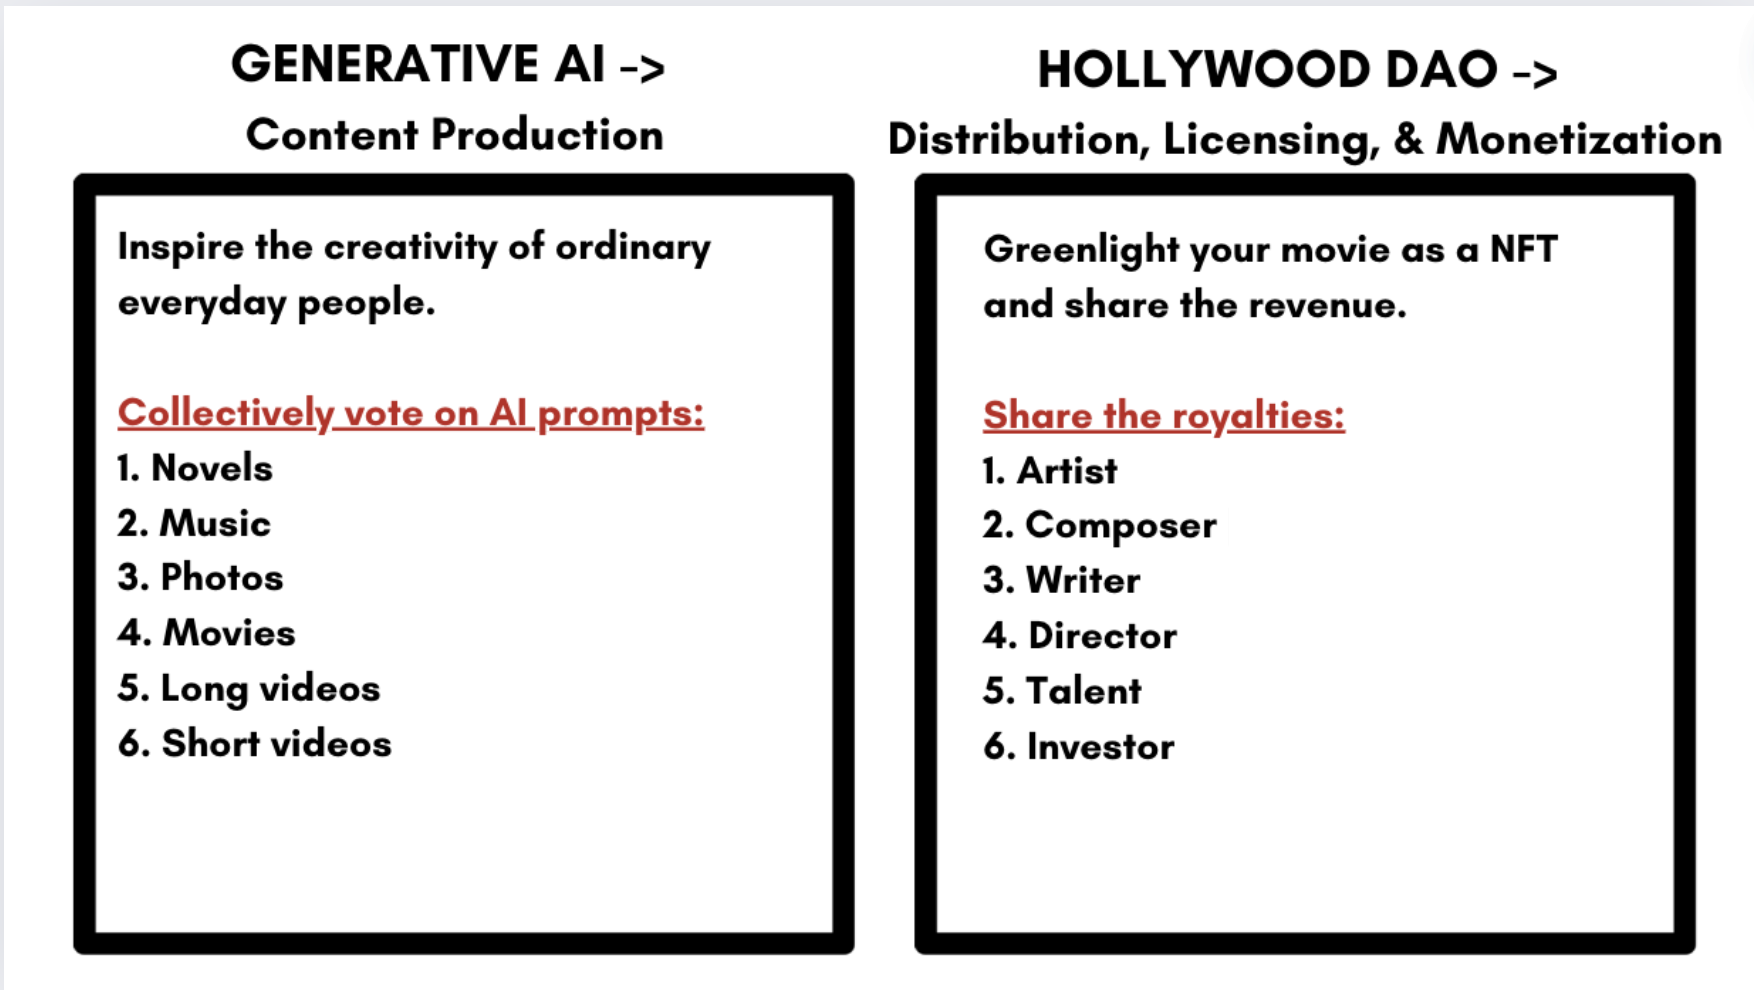 GENERATIVE AI ->
Content Production
Inspire the creativity of ordinary
everyday people.
Collectively vote on AI prompts:
1. Novels
2. Music
3. Photos
4. Movies
5. Long videos
6. Short videos
HOLLYWOOD DAO ->
Distribution, Licensing, & Monetization
Greenlight your movie as a NFT
and share the revenue.
Share the royalties:
1. Artist
2. Composer
3. Writer
4. Director
5. Talent
6. Investor